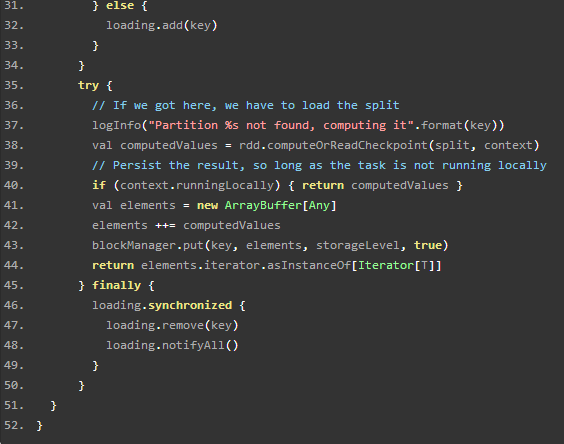 31. } else {
32. loading.add(key)
33. }
34. }
35. try {
36. // If we got here, we have to load the split
37. logInfo("Partition %s not found, computing it".format(key))
38. val computedValues = rdd.computeOrReadCheckpoint(split, context)
39. // Persist the result, so long as the task is not running locally
40. if (context.runningLocally) { return computedValues }
41. val elements = new ArrayBuffer[Any]
42. elements ++= computedValues
43. blockManager.put(key, elements, storageLevel, true)
44. return elements.iterator.asInstanceOf[Iterator[T]]
45. } finally {
46. loading.synchronized {
47. loading.remove(key)
48. loading.notifyAll()
49. }
50. }
51. }
52. }